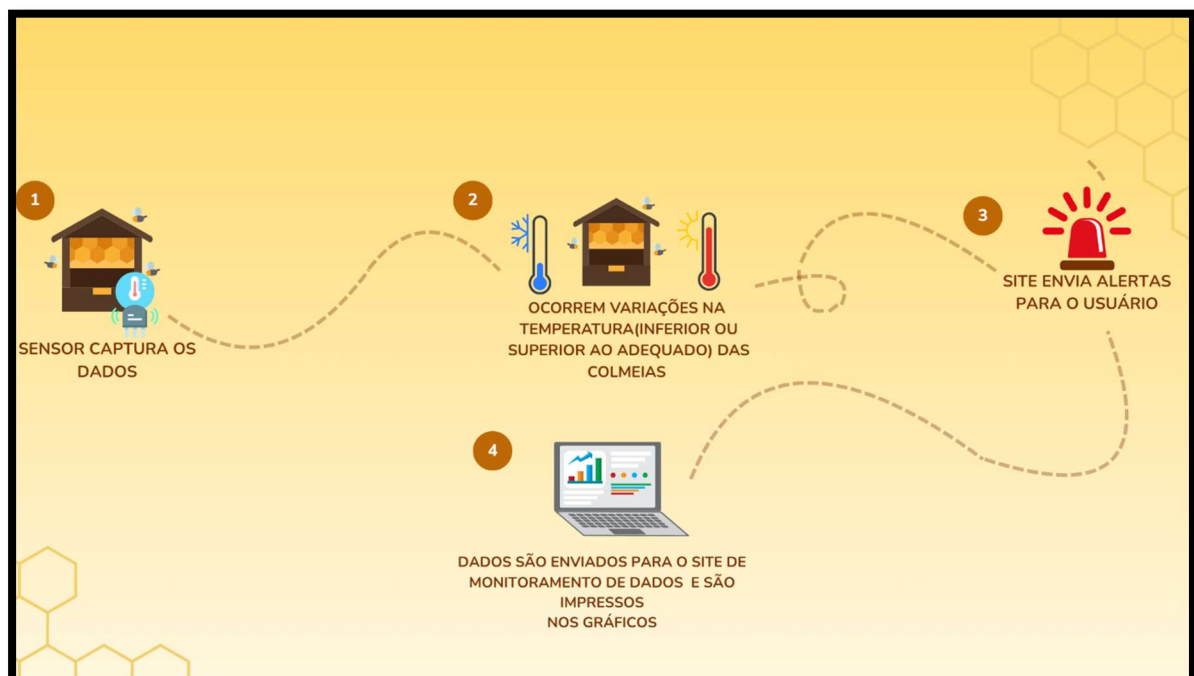 1
SENSOR CAPTURA OS
DADOS
2
OCORREM VARIAÇÕES NA
TEMPERATURA(INFERIOR OU
SUPERIOR AO ADEQUADO) DAS
COLMEIAS
3
SITE ENVIA ALERTAS
PARA O USUÁRIO
4
DADOS SÃO ENVIADOS PARA O SITE DE
MONITORAMENTO DE DADOS E SÃO
IMPRESSOS
NOS GRÁFICOS